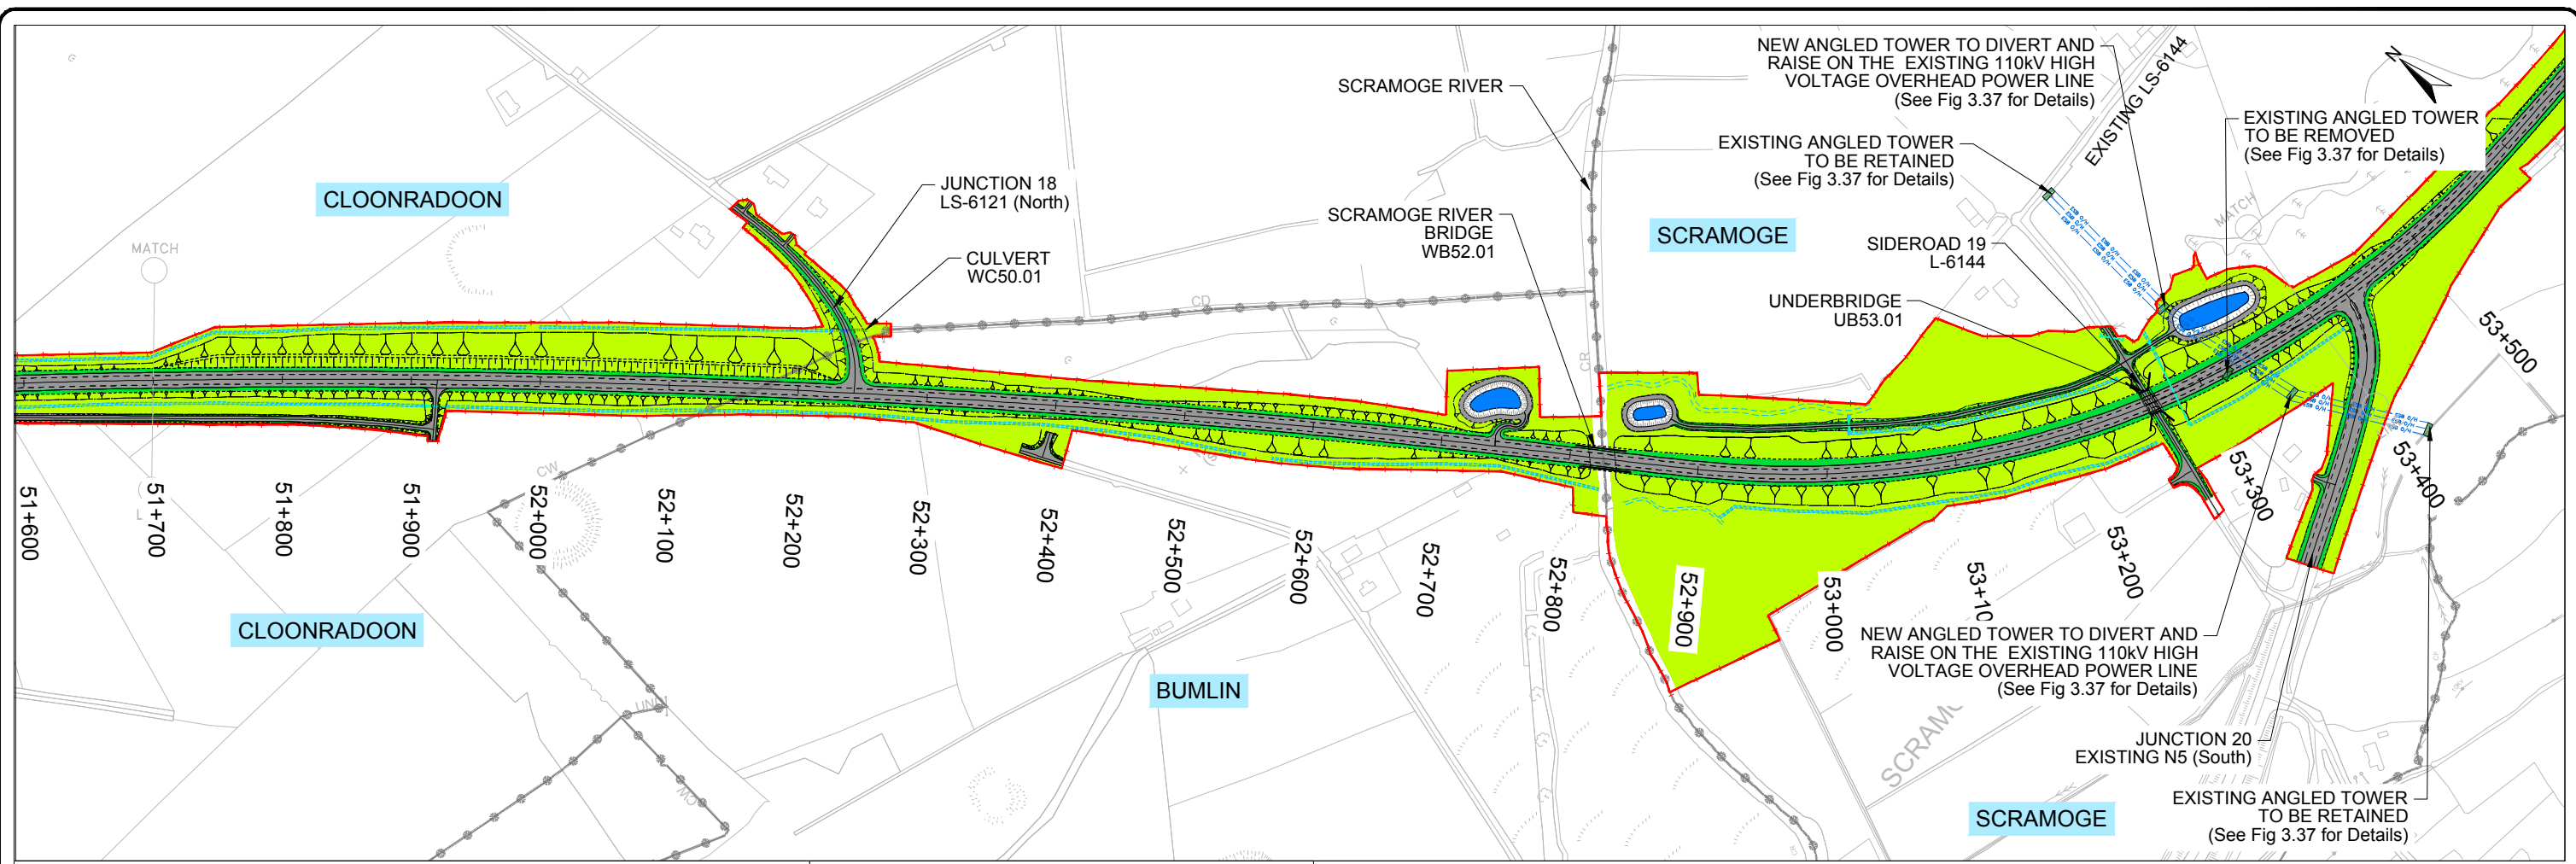 NEW ANGLED TOWER TO DIVERT AND
RAISE ON THE EXISTING 110kV HIGH
VOLTAGE OVERHEAD POWER LINE
(See Fig 3.37 for Details)
EXISTING LS-6144
N
SCRAMOGE RIVER
EXISTING ANGLED TOWER
TO BE REMOVED
(See Fig 3.37 for Details)
EXISTING ANGLED TOWER
TO BE RETAINED
(See Fig 3.37 for Details)
CLOONRADOON
JUNCTION 18
LS-6121 (North)
SCRAMOGE RIVER
BRIDGE
WB52.01
SCRAMOGE
MATCH
MATCH
SIDEROAD 19
L-6144
CULVERT
WC50.01
UNDERBRIDGE
UB53.01
CD
CR
CW
L
51+600
51+700
51+800
51+900
52+000
52+100
52+200
52+300
52+400
52+500
52+600
52+700
52+800
52+900
53+000
53+10
53+200
53+300
53+400
53+500
CLOONRADOON
BUMLIN
NEW ANGLED TOWER TO DIVERT AND
RAISE ON THE EXISTING 110kV HIGH
VOLTAGE OVERHEAD POWER LINE
(See Fig 3.37 for Details)
CW
JUNCTION 20
EXISTING N5 (South)
SCRAMOGE
EXISTING ANGLED TOWER
TO BE RETAINED
(See Fig 3.37 for Details)